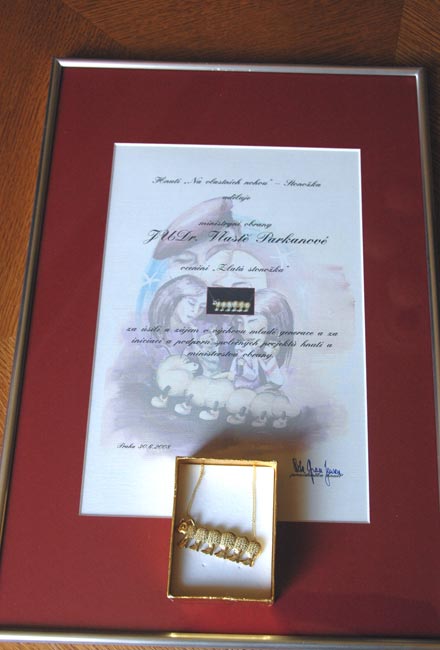 Hnutí „Na vlastních nohou“ – Stonožka
uděluje
ministryni obrany
JUDr. Vlastě Parkanové
ocenění „Zlatá stonožka“
za úsilí a zájem o výchovu mladé generace a za
iniciaci a podporu společných projektů hnutí a
ministerstva obrany.
Praha 30.6.2008